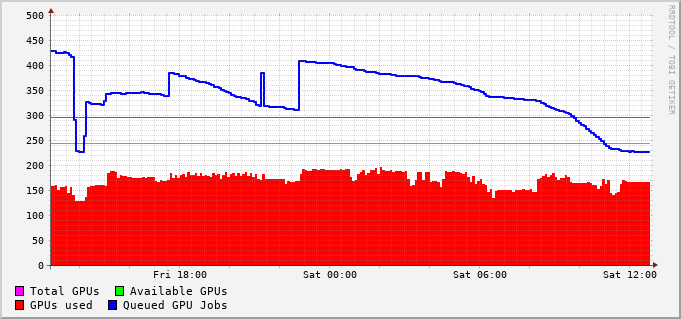 500
450
400
350
300
250
200
150
100
50
0
Fri 18:00 Sat 00:00 Sat 06:00 Sat 12:00
Total GPUs Available GPUs
GPUs used Queued GPU Jobs
RRDTOOL / TOBI OETIKER